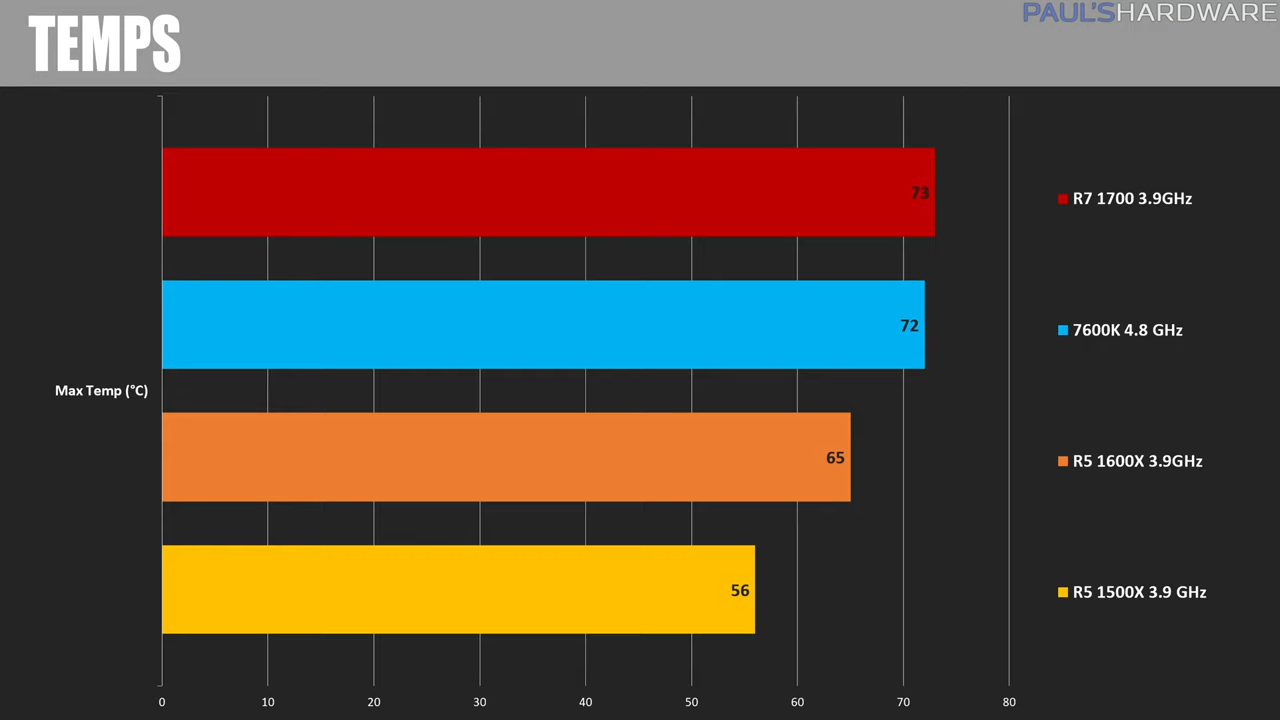 TEMPS
PAUL'SHARDWARE
73
R7 1700 3.9GHz
72
7600K 4.8 GHz
Max Temp (°C)
65
R5 1600X 3.9GHz
56
R5 1500X 3.9 GHz
0 10 20 30 40 50 60 70 80